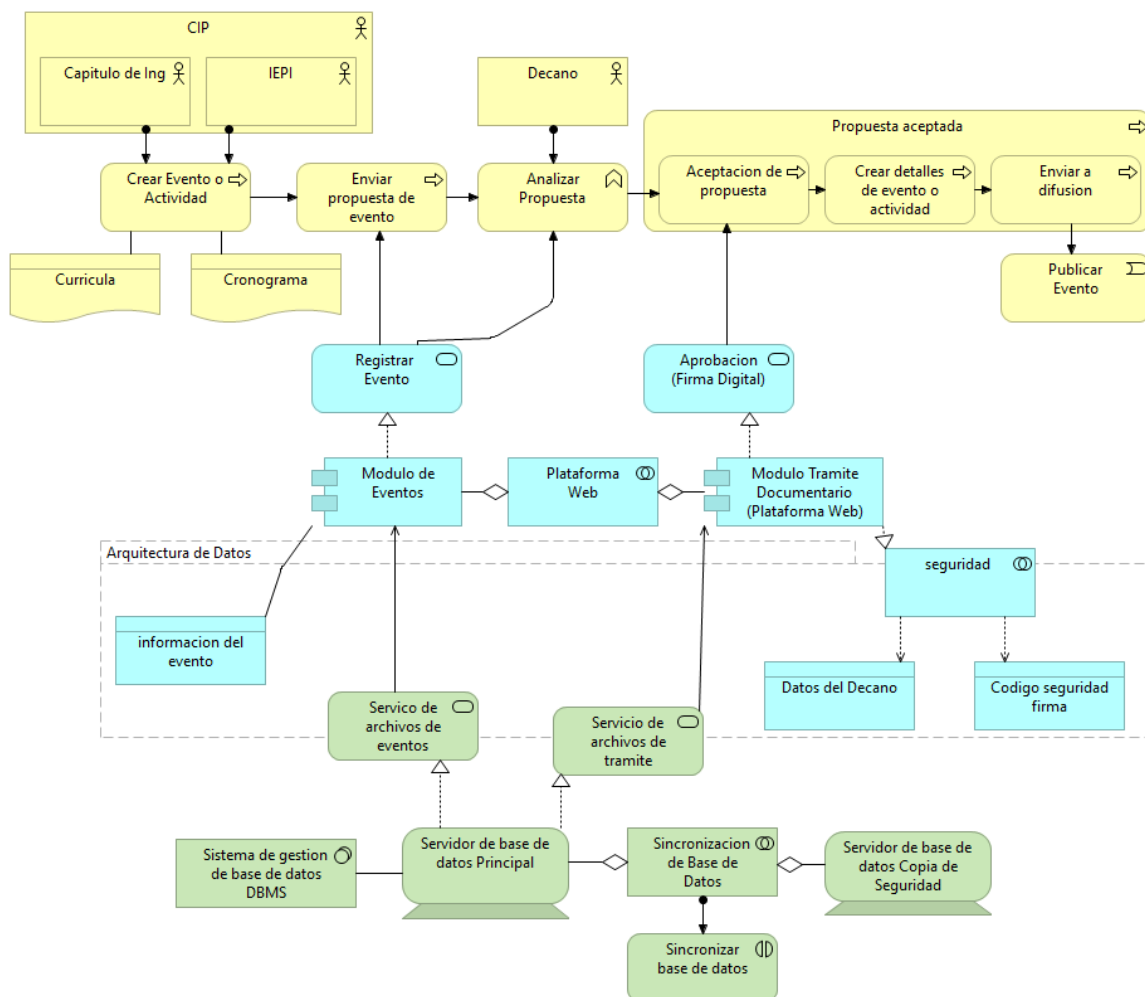 CIP
Capitulo de Ing
IEPI
Decano
Propuesta aceptada
Crear Evento o
Actividad
Enviar
propuesta de
evento
Analizar
Propuesta
Aceptacion de
propuesta
Crear detalles
de evento o
actividad
Enviar a
difusion
Curricula
Cronograma
Publicar
Evento
Registrar
Evento
Aprobacion
(Firma Digital)
Modulo de
Eventos
Plataforma
Web
Modulo Tramite
Documentario
(Plataforma Web)
Arquitectura de Datos
seguridad
informacion del
evento
Datos del Decano
Codigo seguridad
firma
Servico de
archivos de
eventos
Servicio de
archivos de
tramite
Sistema de gestion
de base de datos
DBMS
Servidor de base de
datos Principal
Sincronizacion
de Base de
Datos
Servidor de base de
datos Copia de
Seguridad
Sincronizar
base de datos